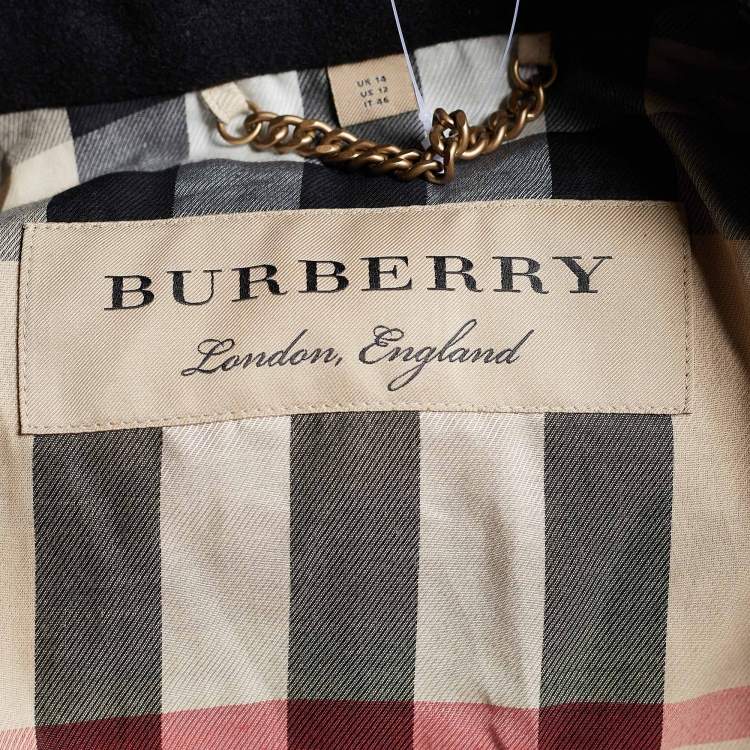 UK 14
US 12
IT 46
BURBERRY
London, England